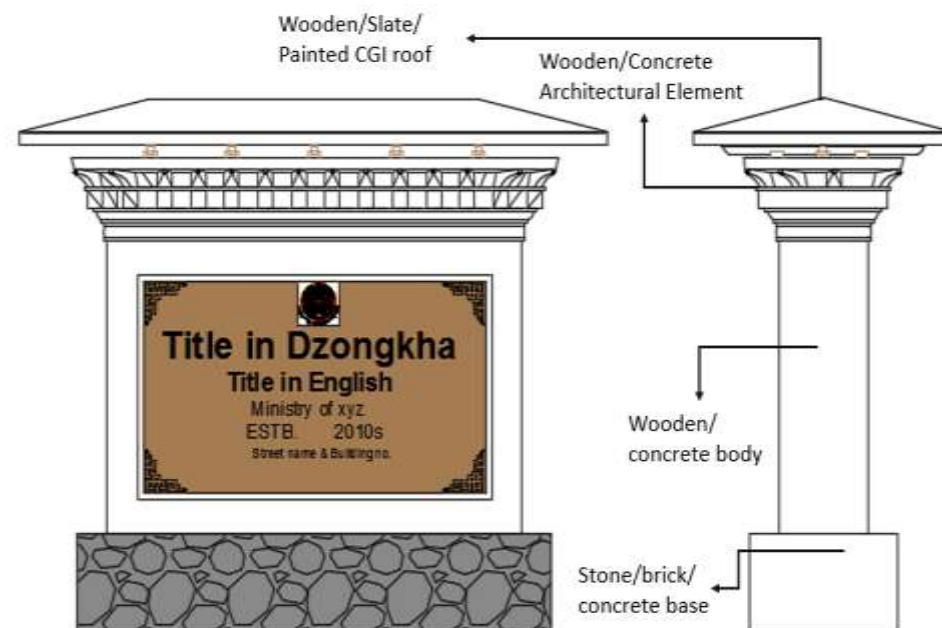 Wooden/Slate/
Painted CGI roof
Wooden/Concrete
Architectural Element
Title in Dzongkha
Title in English
Ministry of xyz
ESTB. 2010s
Street name & Building no.
Wooden/
concrete body
Stone/brick/
concrete base